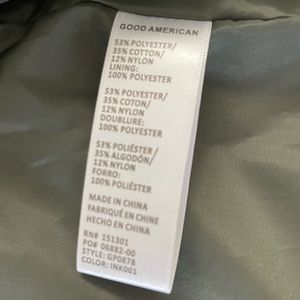 GOOD AMERICAN
53% POLYESTER/
35% COTTON/
12% NYLON
LINING:
100% POLYESTER
53% POLYESTER/
35% COTON/
12% NYLON
DOUBLURE:
100% POLYESTER
53% POLIÉSTER/
35% ALGODÓN/
12% NYLON
FORRO:
100% POLIÉSTER
MADE IN CHINA
FABRIQUÉ EN CHINE
HECHO EN CHINA
RN# 151301
PO# 06882-00
STYLE: GP0878
COLOR: INK001